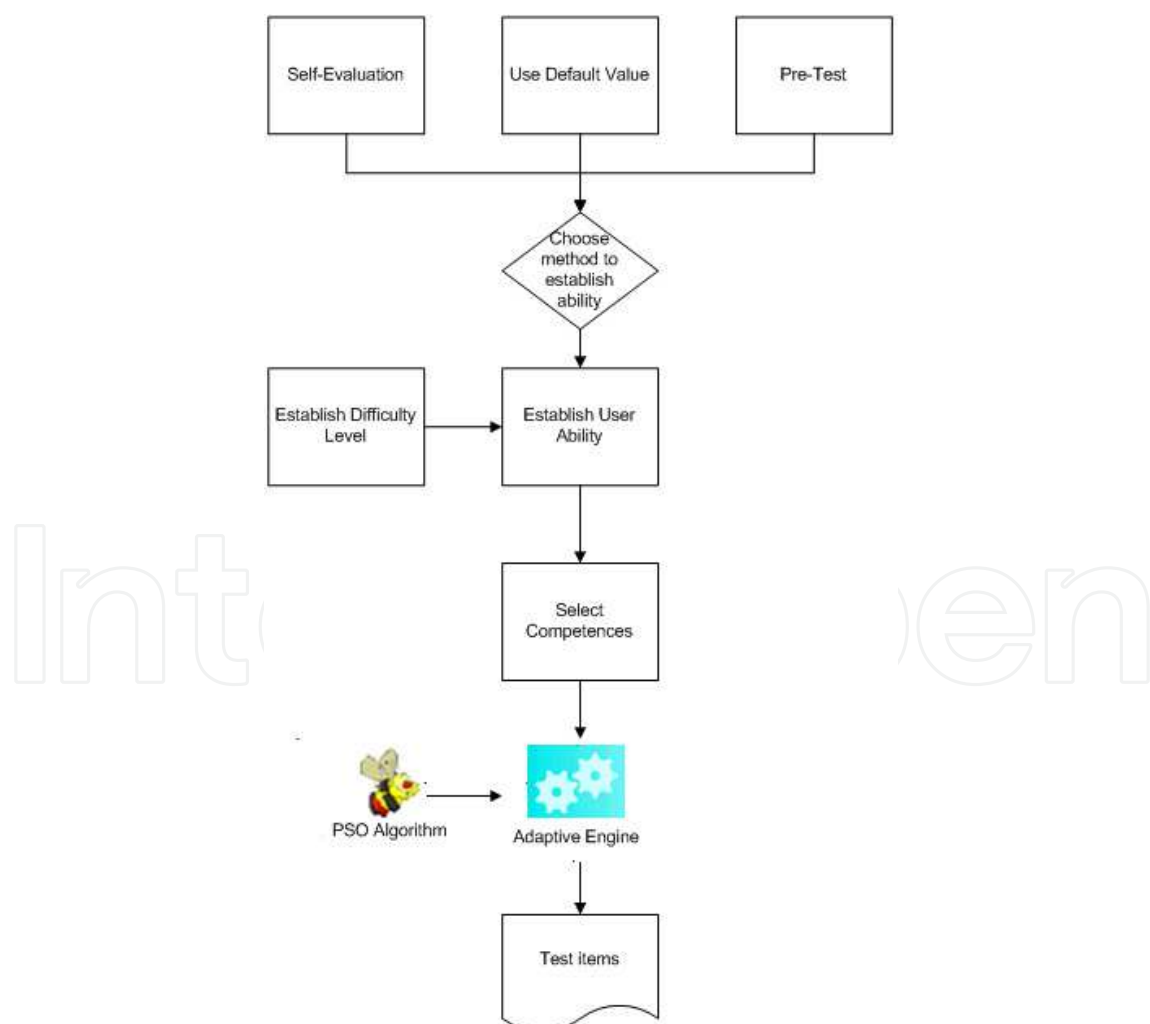 Self-Evaluation
Use Default Value
Pre-Test
Choose
method to
establish
ability
Establish Difficulty
Level
Establish User
Ability
Select
Competences
PSO Algorithm
Adaptive Engine
Test items